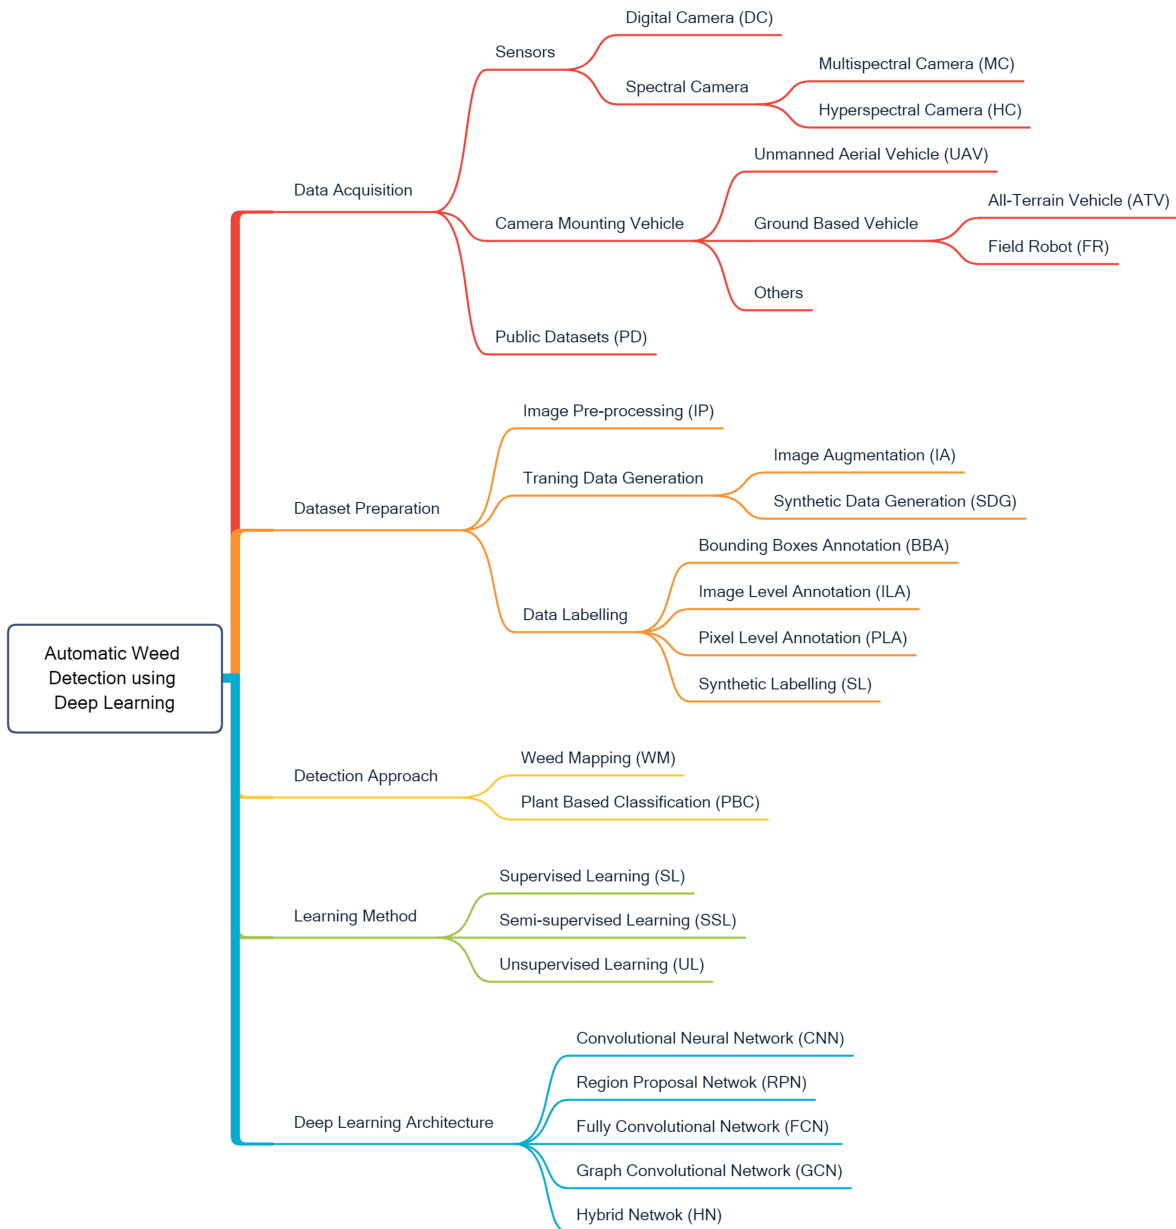 Digital Camera (DC)
Sensors
Multispectral Camera (MC)
Spectral Camera
Hyperspectral Camera (HC)
Unmanned Aerial Vehicle (UAV)
Data Acquisition
All-Terrain Vehicle (ATV)
Camera Mounting Vehicle
Ground Based Vehicle
Field Robot (FR)
Others
Public Datasets (PD)
Image Pre-processing (IP)
Image Augmentation (IA)
Traning Data Generation
Dataset Preparation
Synthetic Data Generation (SDG)
Bounding Boxes Annotation (BBA)
Image Level Annotation (ILA)
Data Labelling
Pixel Level Annotation (PLA)
Synthetic Labelling (SL)
Automatic Weed
Detection using
Deep Learning
Weed Mapping (WM)
Detection Approach
Plant Based Classification (PBC)
Supervised Learning (SL)
Learning Method
Semi-supervised Learning (SSL)
Unsupervised Learning (UL)
Convolutional Neural Network (CNN)
Region Proposal Netwok (RPN)
Deep Learning Architecture
Fully Convolutional Network (FCN)
Graph Convolutional Network (GCN)
Hybrid Netwok (HN)